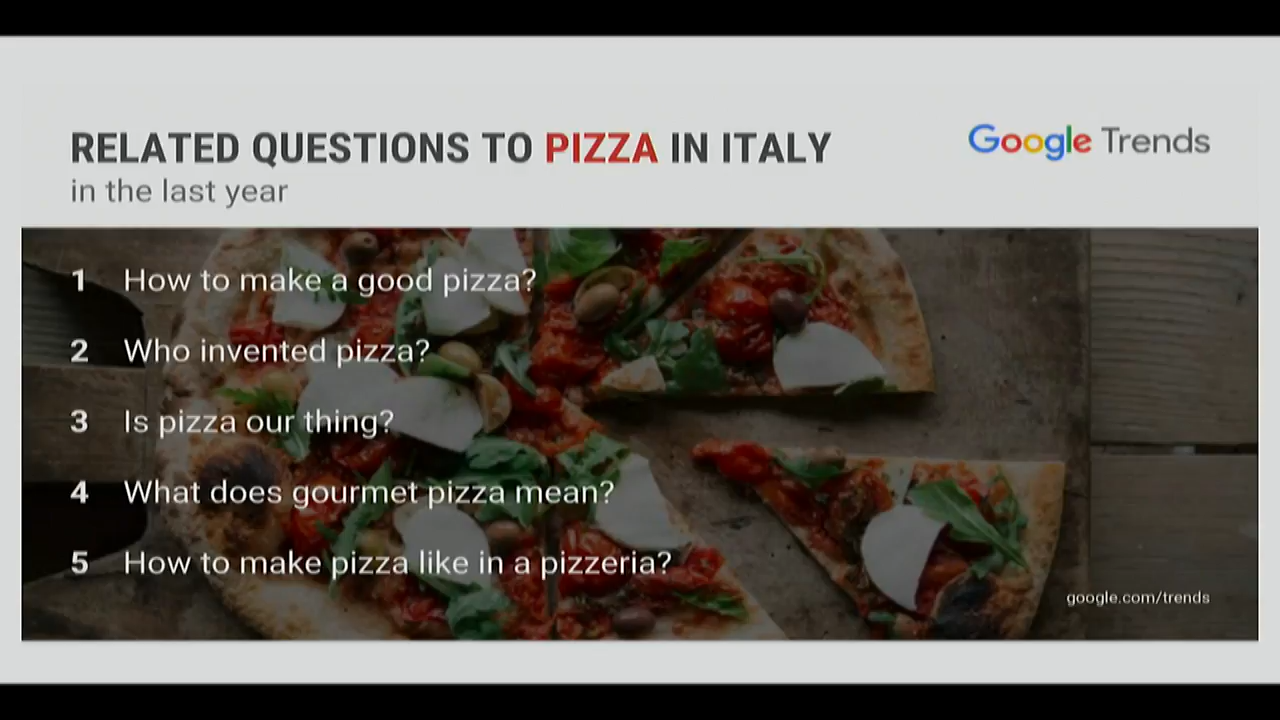 RELATED QUESTIONS TO PIZZA IN ITALY
in the last year
Google Trends
1 How to make a good pizza?
2 Who invented pizza?
3 Is pizza our thing?
4 What does gourmet pizza mean?
5 How to make pizza like in a pizzeria?
google.com/trends